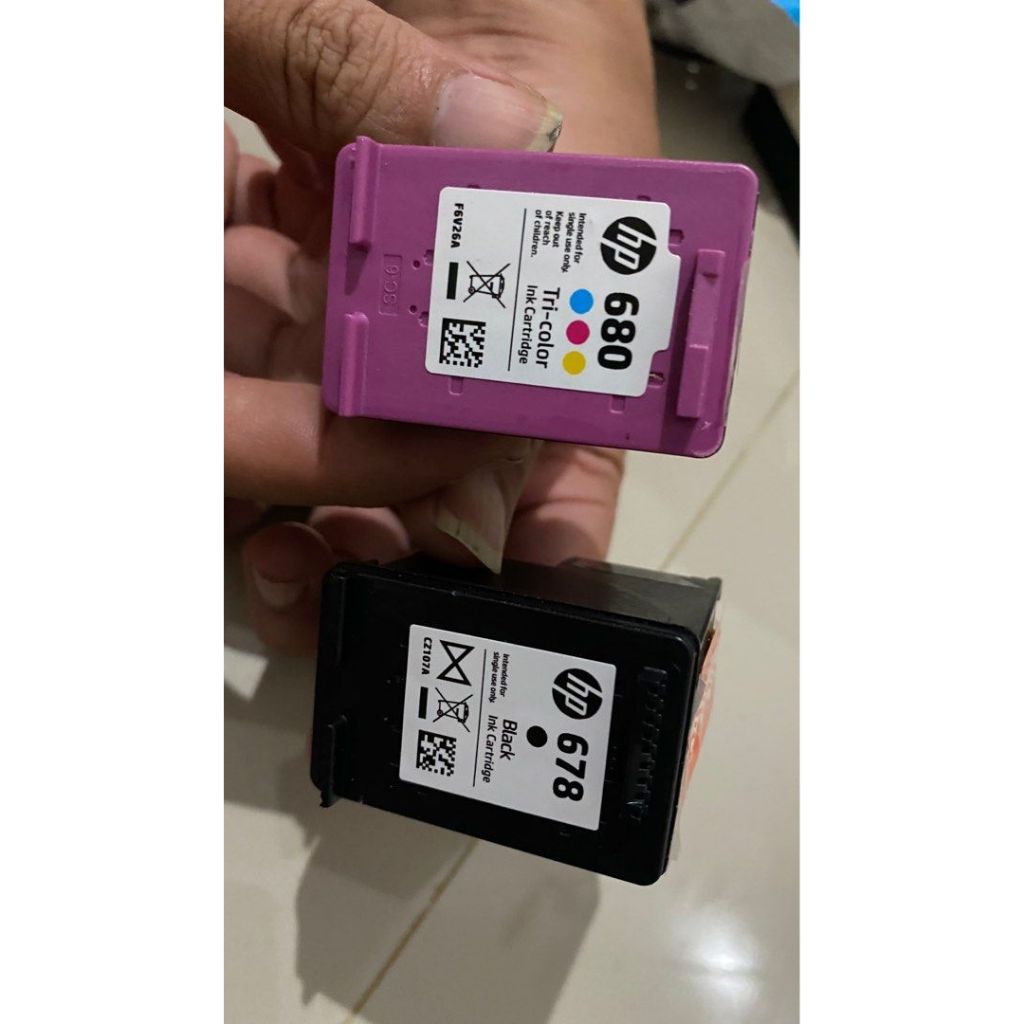 hp 680
Tri-color
Ink Cartridge
Intended for
single use only.
Keep out
of reach
of children.
F6V26A
hp 678
Black
Ink Cartridge
Intended for
single use only.
CZ107A